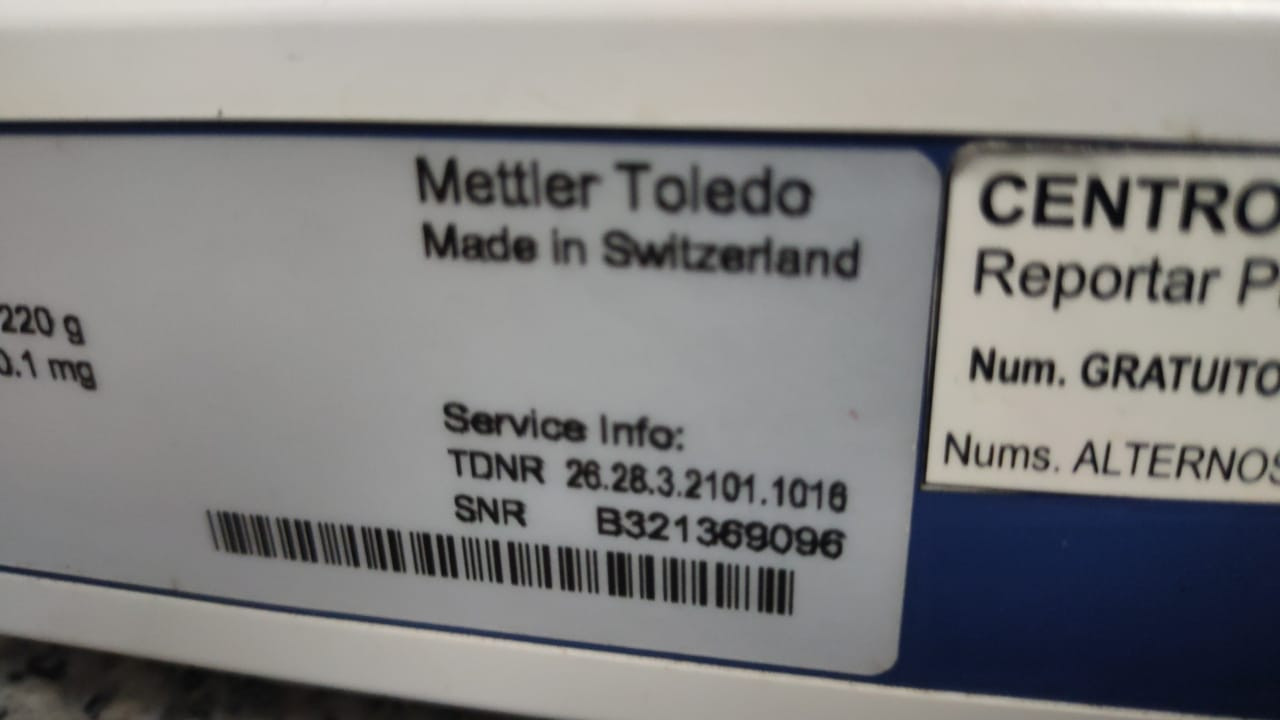 Mettler Toledo
Made in Switzerland
220 g
0.1 mg
Service Info:
TDNR 26.28.3.2101.1016
SNR B321369096
CENTRO
Reportar P
Num. GRATUITO
Nums. ALTERNOS